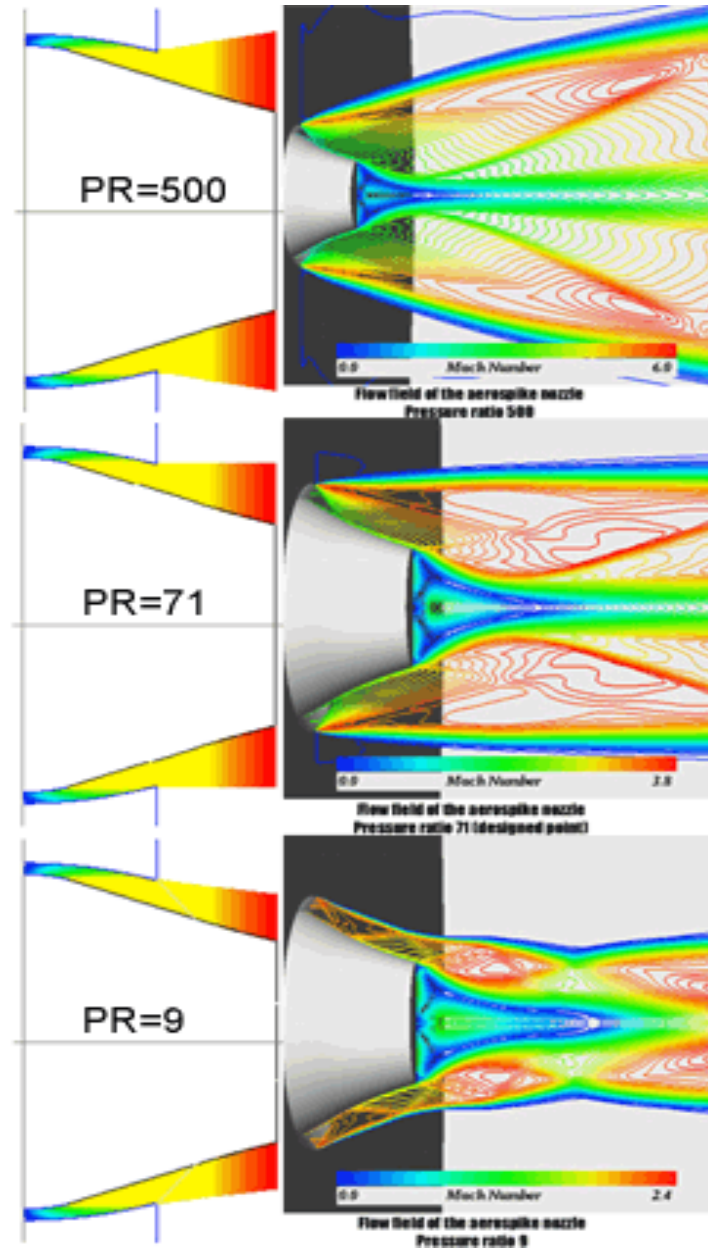 PR=500
0.0 Mach Number 6.0
Flow field of the aerospike nozzle
Pressure ratio 500
PR=71
0.0 Mach Number 3.8
Flow field of the aerospike nozzle
Pressure ratio 71 (designed point)
PR=9
0.0 Mach Number 2.4
Flow field of the aerospike nozzle
Pressure ratio 9